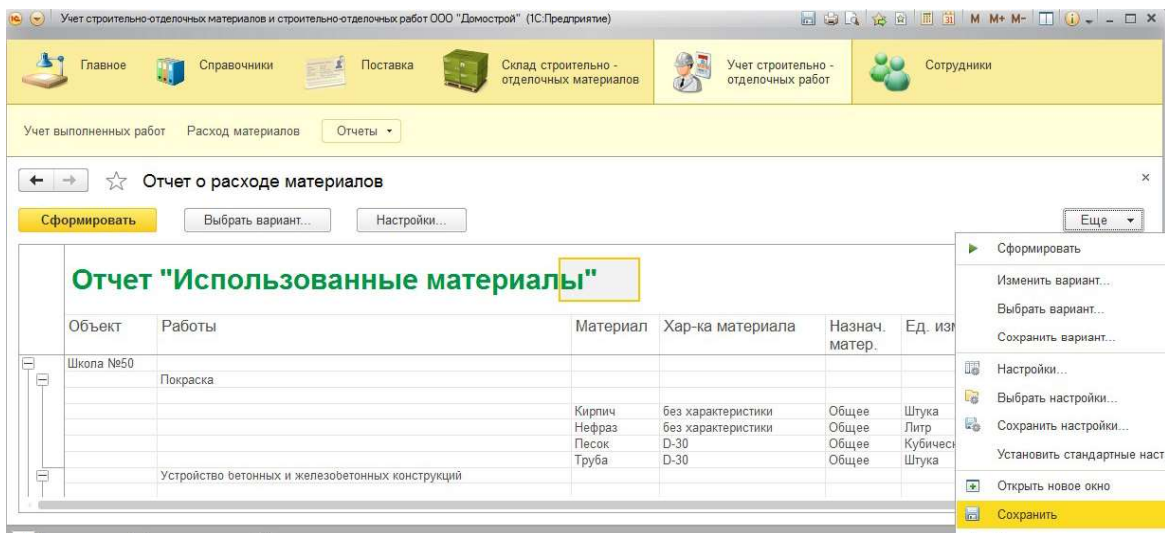 Учет строительно-отделочных материалов и строительно-отделочных работ ООО "Домострой" (1С:Предприятие)
M M+ M-
Главное
Справочники
Поставка
Склад строительно -
отделочных материалов
Учет строительно -
отделочных работ
Сотрудники
Учет выполненных работ Расход материалов Отчеты
Отчет о расходе материалов
Сформировать Выбрать вариант... Настройки... Еще
Отчет "Использованные материалы"
Объект Работы Материал Хар-ка материала Назнач. матер. Ед. изм
Школа №50
Покраска
Кирпич без характеристики Общее Штука
Нефраз без характеристики Общее Литр
Песок D-30 Общее Кубическ
Труба D-30 Общее Штука
Устройство бетонных и железобетонных конструкций
Сформировать
Изменить вариант...
Выбрать вариант...
Сохранить вариант...
Настройки...
Выбрать настройки...
Сохранить настройки...
Установить стандартные наст
Открыть новое окно
Сохранить